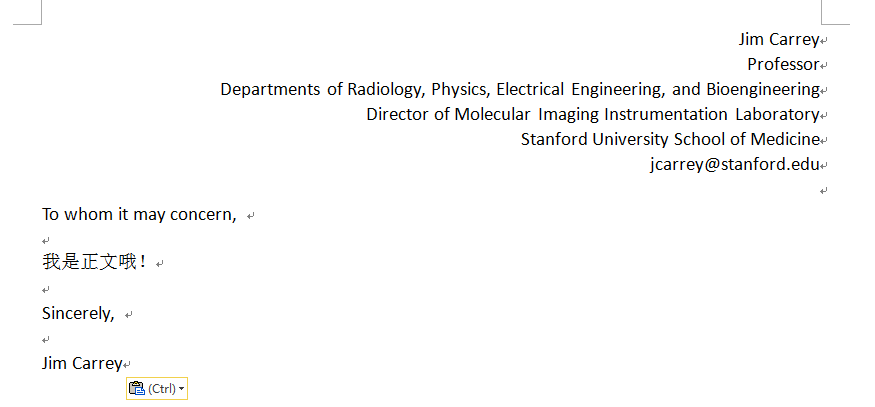 Jim Carrey
Professor
Departments of Radiology, Physics, Electrical Engineering, and Bioengineering
Director of Molecular Imaging Instrumentation Laboratory
Stanford University School of Medicine
jcarrey@stanford.edu
To whom it may concern,
我是正文哦！
Sincerely,
Jim Carrey
(Ctrl)